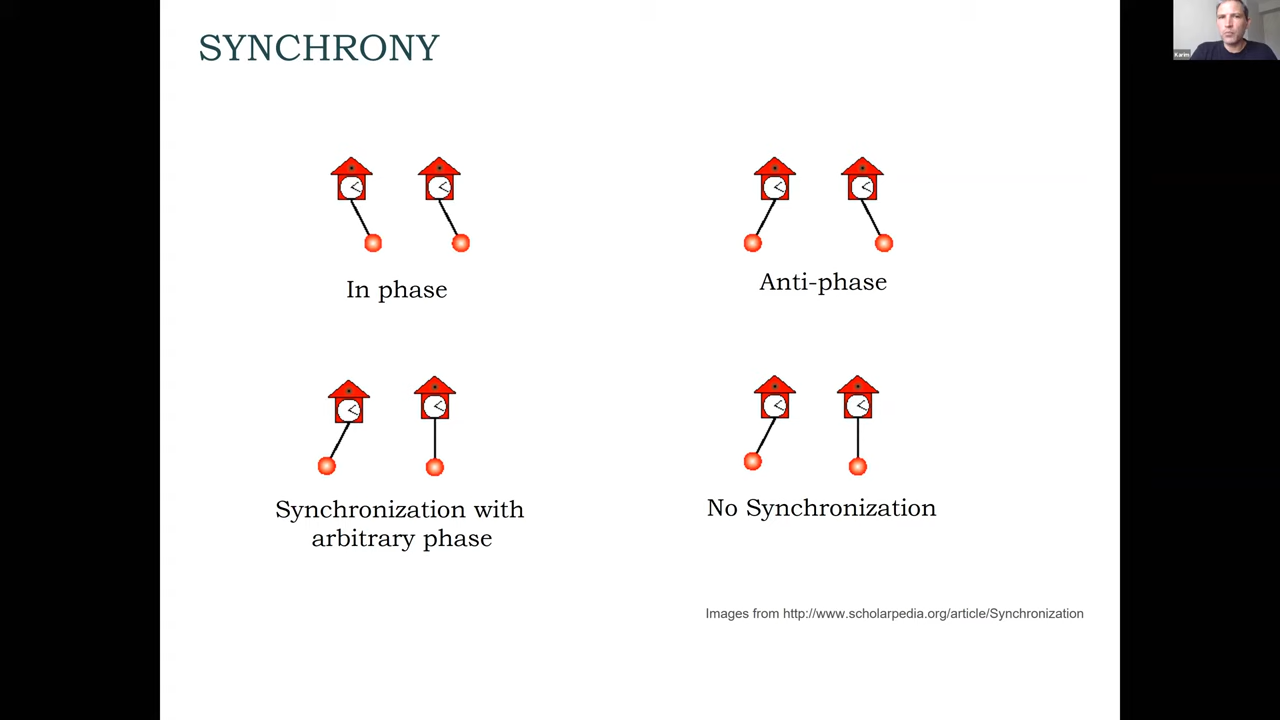 SYNCHRONY
Karim
In phase
Anti-phase
Synchronization with
arbitrary phase
No Synchronization
Images from http://www.scholarpedia.org/article/Synchronization